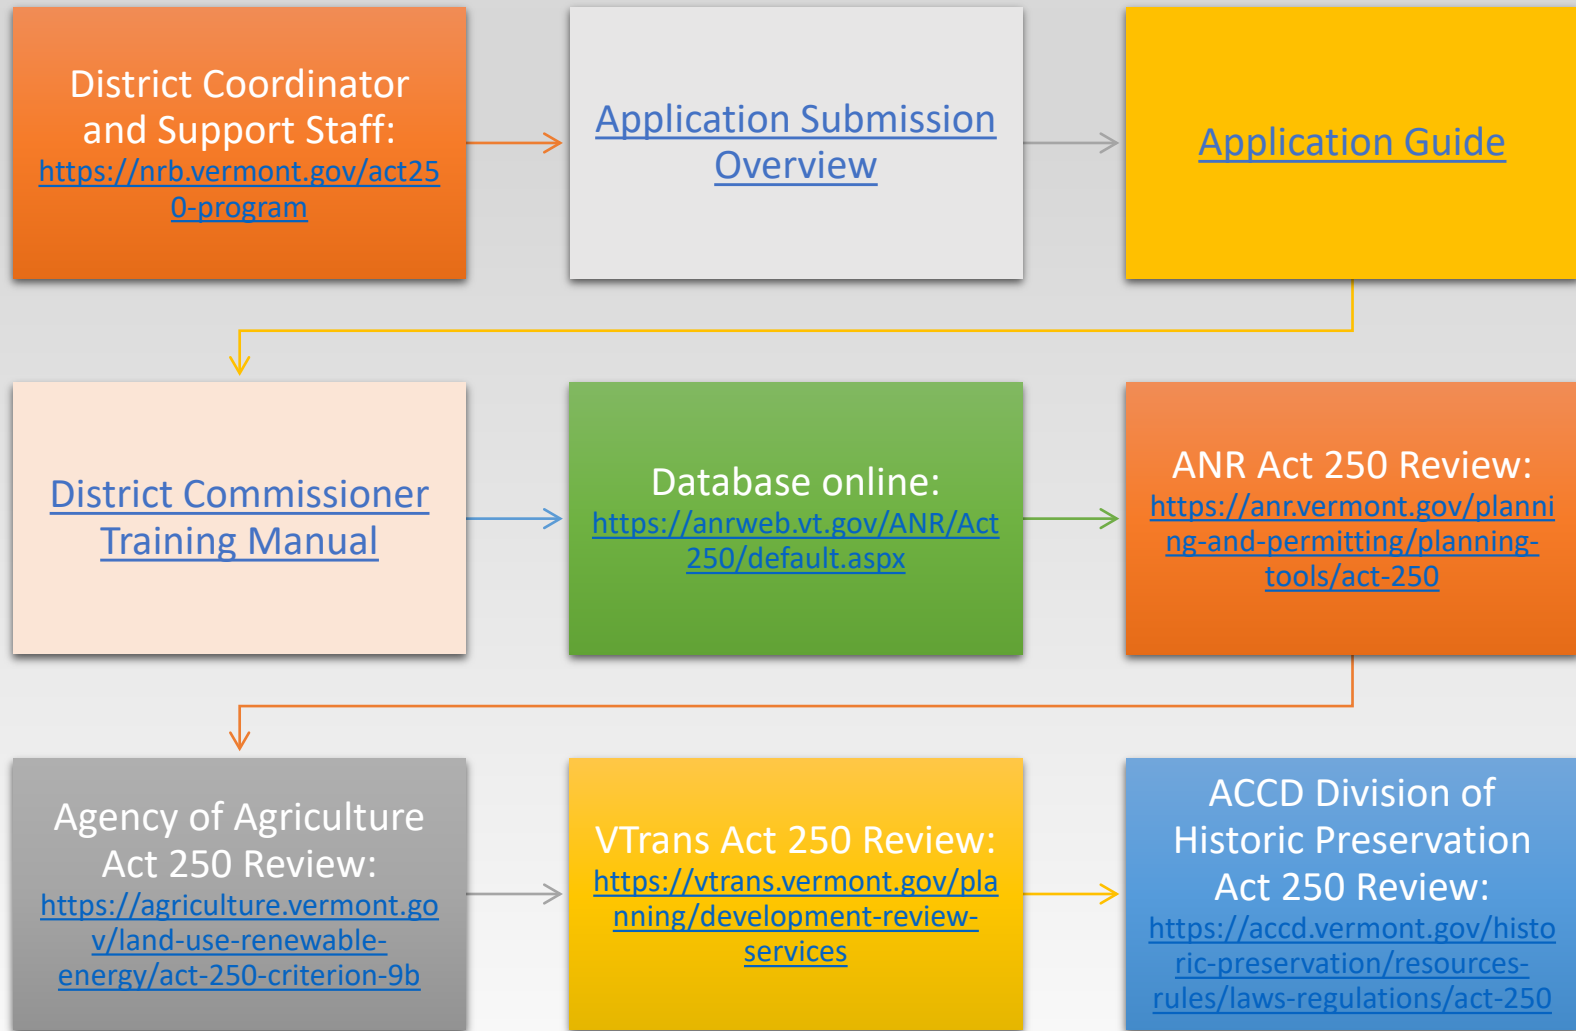 District Coordinator
and Support Staff:
https://nrb.vermont.gov/act25
0-program
Application Submission
Overview
Application Guide
District Commissioner
Training Manual
Database online:
https://anrweb.vt.gov/ANR/Act
250/default.aspx
ANR Act 250 Review:
https://anr.vermont.gov/planni
ng-and-permitting/planning-
tools/act-250
Agency of Agriculture
Act 250 Review:
https://agriculture.vermont.go
v/land-use-renewable-
energy/act-250-criterion-9b
VTrans Act 250 Review:
https://vtrans.vermont.gov/pla
nning/development-review-
services
ACCD Division of
Historic Preservation
Act 250 Review:
https://accd.vermont.gov/histo
ric-preservation/resources-
rules/laws-regulations/act-250